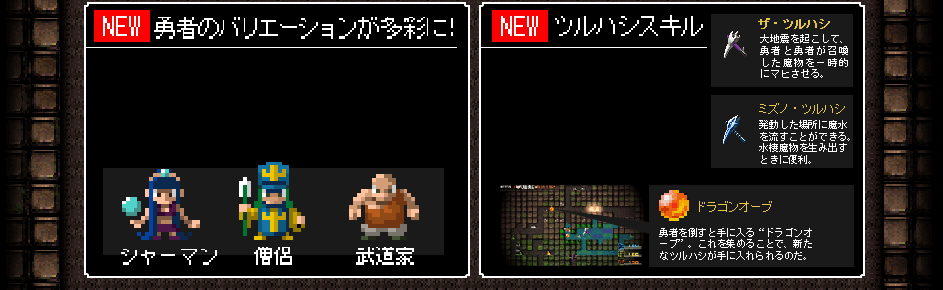 NEW 勇者のバリエーションが多彩に!
シャーマン
僧侶
武道家
NEW ツルハシスキル
ザ・ツルハシ
大地震を起こして、
勇者と勇者が召喚
した魔物を一時的
にマヒさせる。
ミズノ・ツルハシ
発動した場所に魔水
を流すことができる。
水棲魔物を生み出す
ときに便利。
ドラゴンオーブ
勇者を倒すと手に入る“ドラゴンオ
ーブ”。これを集めることで、新た
なツルハシが手に入れられるのだ。